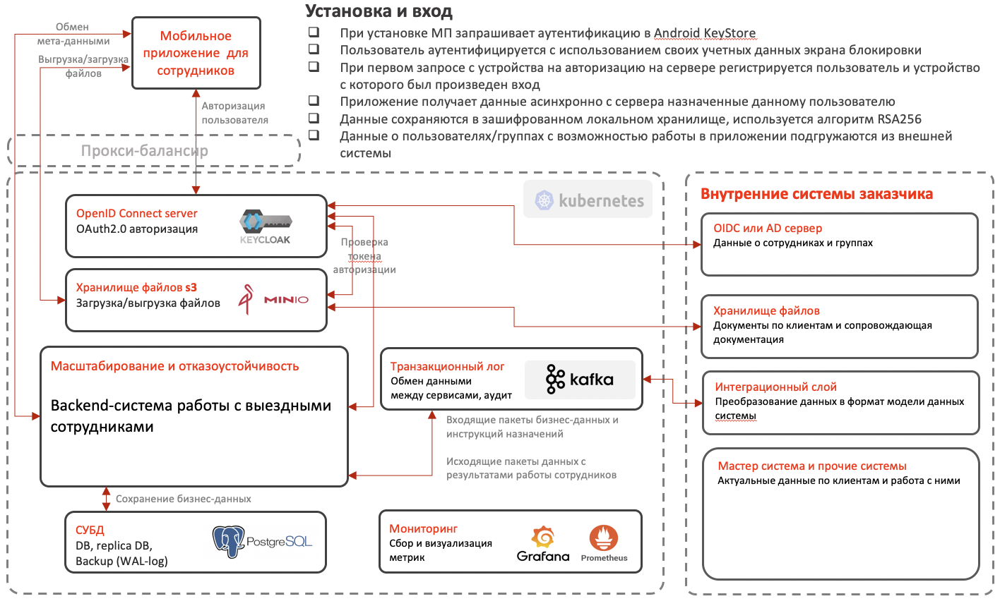 Установка и вход
❑ При установке МП запрашивает аутентификацию в Android KeyStore
❑ Пользователь аутентифицируется с использованием своих учетных данных экрана блокировки
❑ При первом запросе с устройства на авторизацию на сервере регистрируется пользователь и устройство
с которого был произведен вход
❑ Приложение получает данные асинхронно с сервера назначенные данному пользователю
❑ Данные сохраняются в зашифрованном локальном хранилище, используется алгоритм RSA256
❑ Данные о пользователях/группах с возможностью работы в приложении подгружаются из внешней
системы
Обмен
мета-данными
Выгрузка/загрузка
файлов
Мобильное
приложение для
сотрудников
Авторизация
пользователя
Прокси-балансир
kubernetes
OpenID Connect server
OAuth2.0 авторизация
KEYCLOAK
Проверка
токена
авторизации
Хранилище файлов s3
Загрузка/выгрузка файлов
MINIO
Масштабирование и отказоустойчивость
Backend-система работы с выездными
сотрудниками
Транзакционный лог
Обмен данными
между сервисами, аудит
kafka
Входящие пакеты бизнес-данных и
инструкций назначений
Исходящие пакеты данных с
результатами работы сотрудников
Сохранение бизнес-данных
СУБД
DB, replica DB,
Backup (WAL-log)
PostgreSQL
Мониторинг
Сбор и визуализация
метрик
Grafana
Prometheus
Внутренние системы заказчика
OIDC или AD сервер
Данные о сотрудниках и группах
Хранилище файлов
Документы по клиентам и сопровождающая
документация
Интеграционный слой
Преобразование данных в формат модели данных
системы
Мастер система и прочие системы
Актуальные данные по клиентам и работа с ними